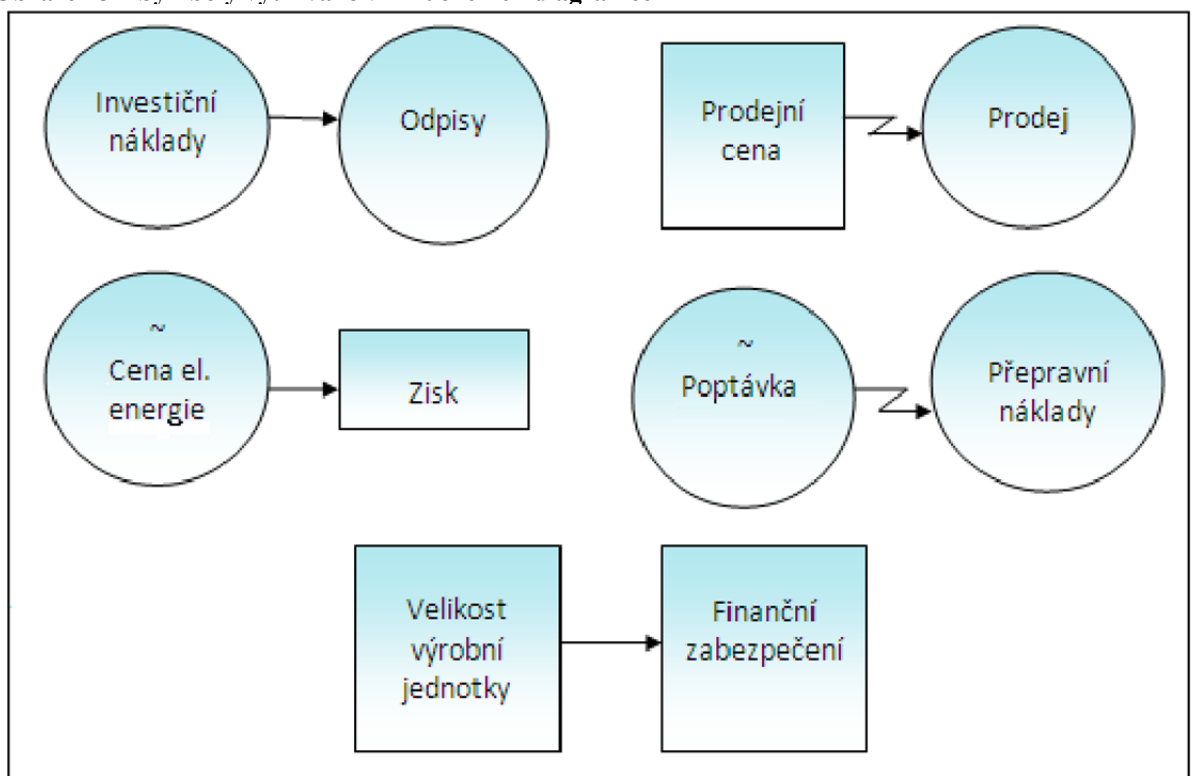 Investiční
náklady
Odpisy
Prodejní
cena
Prodej
~
Cena el.
energie
Zisk
~
Poptávka
Přepravní
náklady
Velikost
výrobní
jednotky
Finanční
zabezpečení